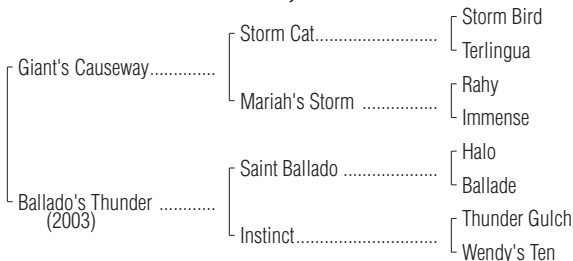 Storm Bird
Storm Cat.....................
Terlingua
Giant's Causeway.............
Rahy
Mariah's Storm ................
Immense
Halo
Saint Ballado .....................
Ballade
Ballado's Thunder ............
(2003)
Thunder Gulch
Instinct................................
Wendy's Ten